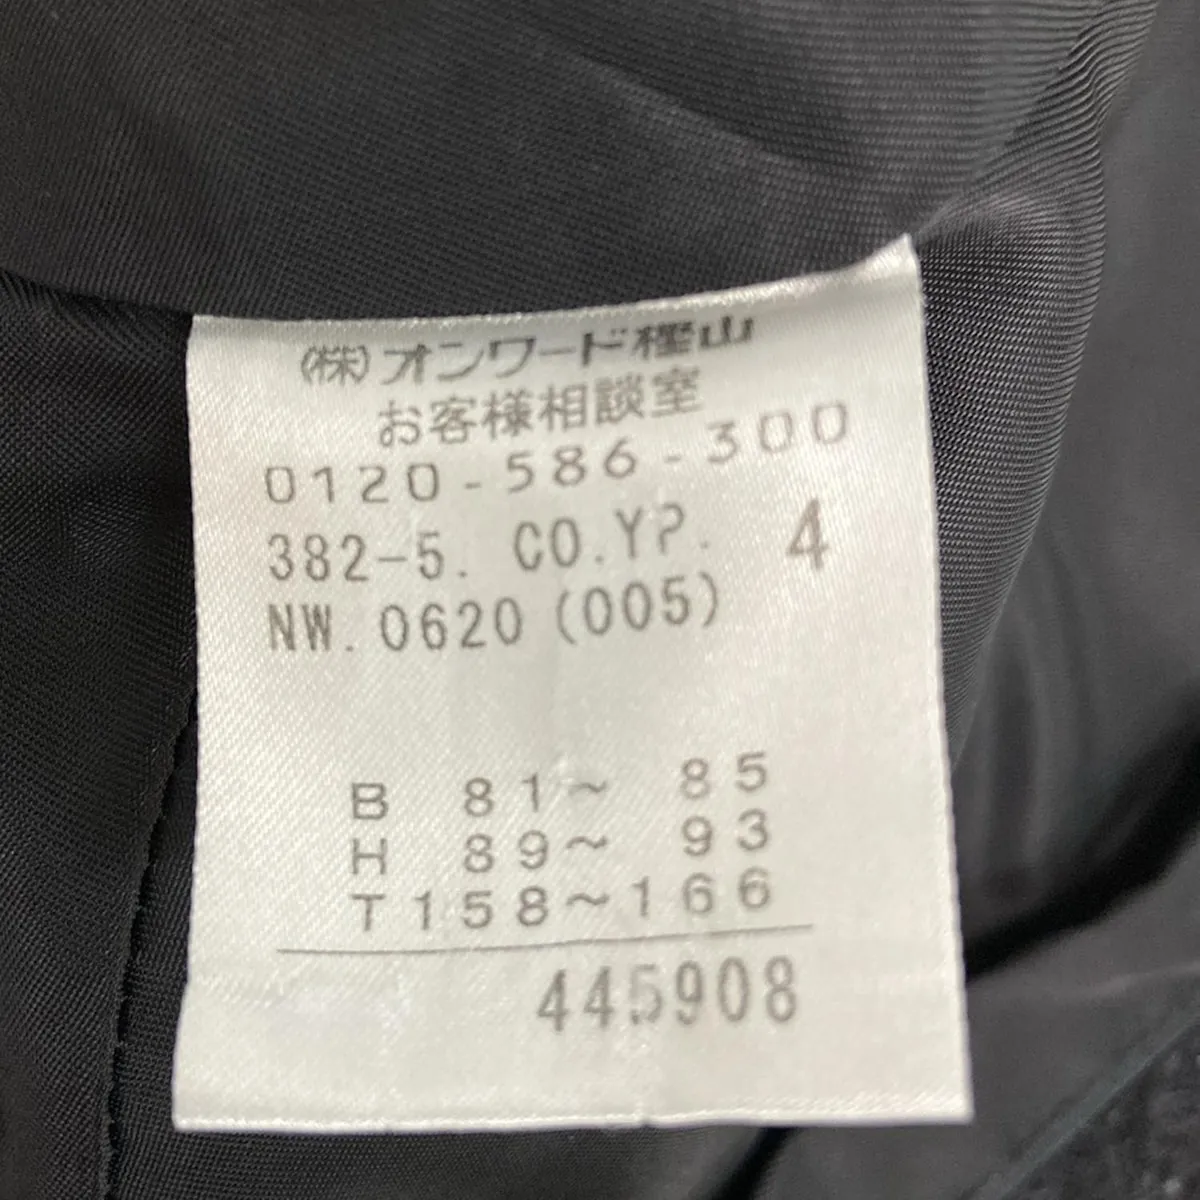 (株)オンワード樫山
お客様相談室
0120-586-300
382-5. CO.YP. 4
NW. 0620 (005)
B 81～ 85
H 89～ 93
T158～166
445908